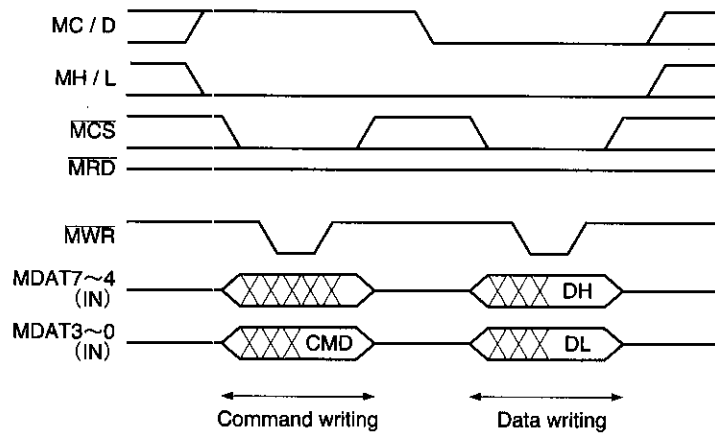 MC / D
MH / L
MCS
MRD
MWR
MDAT7～4
(IN)
DH
MDAT3～0
(IN)
CMD
DL
Command writing
Data writing